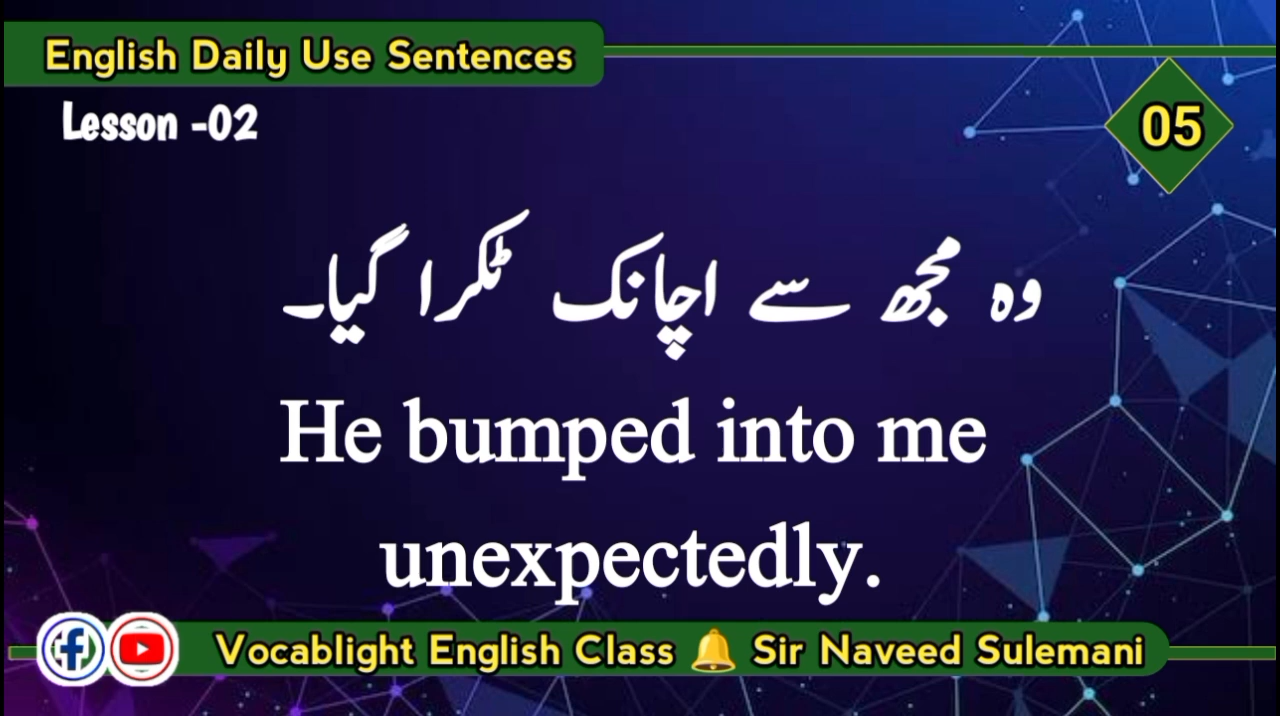 English Daily Use Sentences
Lesson -02
05
وہ مجھ سے اچانک ٹکرا گیا۔
He bumped into me
unexpectedly.
Vocablight English Class 🔔 Sir Naveed Sulemani